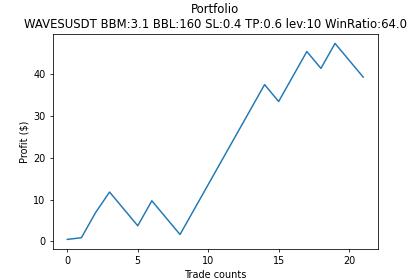 Portfolio
WAVESUSDT BBM:3.1 BBL:160 SL:0.4 TP:0.6 lev:10 WinRatio:64.0
40
30
20
10
0
Profit ($)
0 5 10 15 20
Trade counts